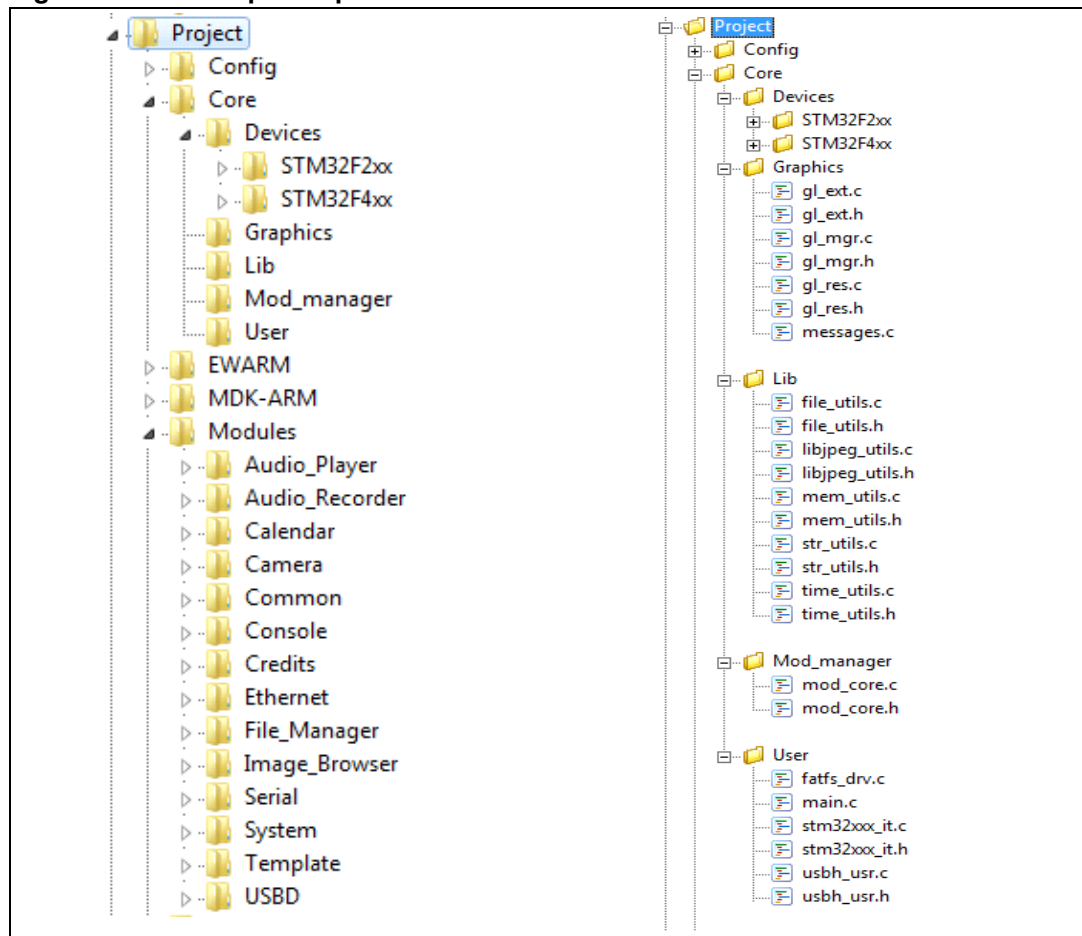 Project
Config
Core
Devices
STM32F2xx
STM32F4xx
Graphics
Lib
Mod_manager
User
EWARM
MDK-ARM
Modules
Audio_Player
Audio_Recorder
Calendar
Camera
Common
Console
Credits
Ethernet
File_Manager
Image_Browser
Serial
System
Template
USBD
Project
Config
Core
Devices
STM32F2xx
STM32F4xx
Graphics
gl_ext.c
gl_ext.h
gl_mgr.c
gl_mgr.h
gl_res.c
gl_res.h
messages.c
Lib
file_utils.c
file_utils.h
libjpeg_utils.c
libjpeg_utils.h
mem_utils.c
mem_utils.h
str_utils.c
str_utils.h
time_utils.c
time_utils.h
Mod_manager
mod_core.c
mod_core.h
User
fatfs_drv.c
main.c
stm32xxx_it.c
stm32xxx_it.h
usbh_usr.c
usbh_usr.h